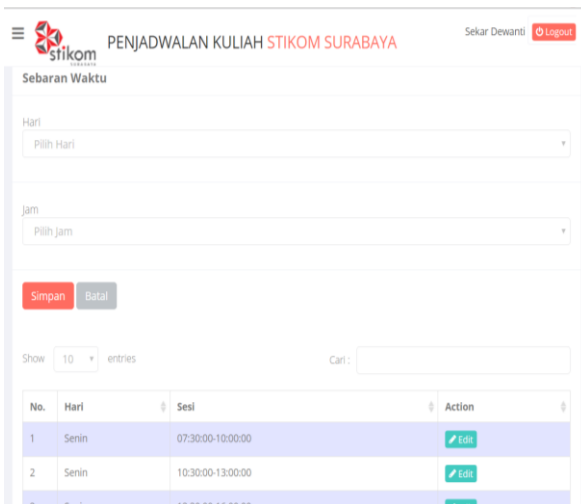 stikom
SURABAYA
PENJADWALAN KULIAH STIKOM SURABAYA
Sekar Dewanti
Logout
Sebaran Waktu
Hari
Pilih Hari
Jam
Pilih Jam
Simpan Batal
Show 10 entries Cari :
No. Hari Sesi Action
1 Senin 07:30:00-10:00:00 Edit
2 Senin 10:30:00-13:00:00 Edit